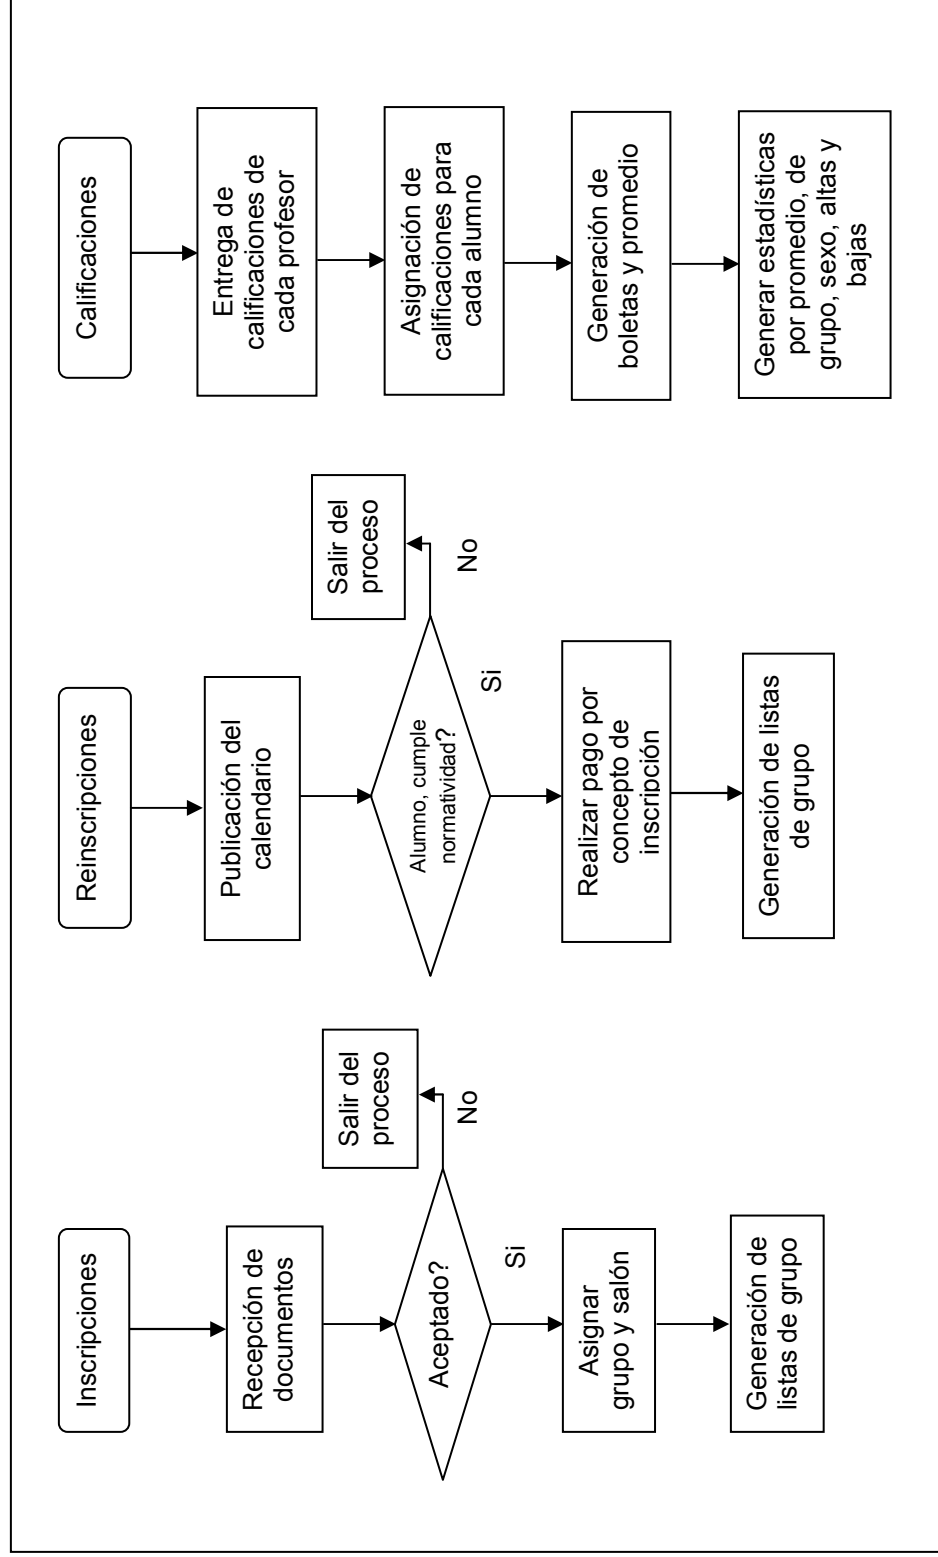 Inscripciones
Recepción de
documentos
Aceptado?
No
Salir del
proceso
Si
Asignar
grupo y salón
Generación de
listas de grupo
Reinscripciones
Publicación del
calendario
Alumno, cumple
normatividad?
No
Salir del
proceso
Si
Realizar pago por
concepto de
inscripción
Generación de listas
de grupo
Calificaciones
Entrega de
calificaciones de
cada profesor
Asignación de
calificaciones para
cada alumno
Generación de
boletas y promedio
Generar estadísticas
por promedio, de
grupo, sexo, altas y
bajas